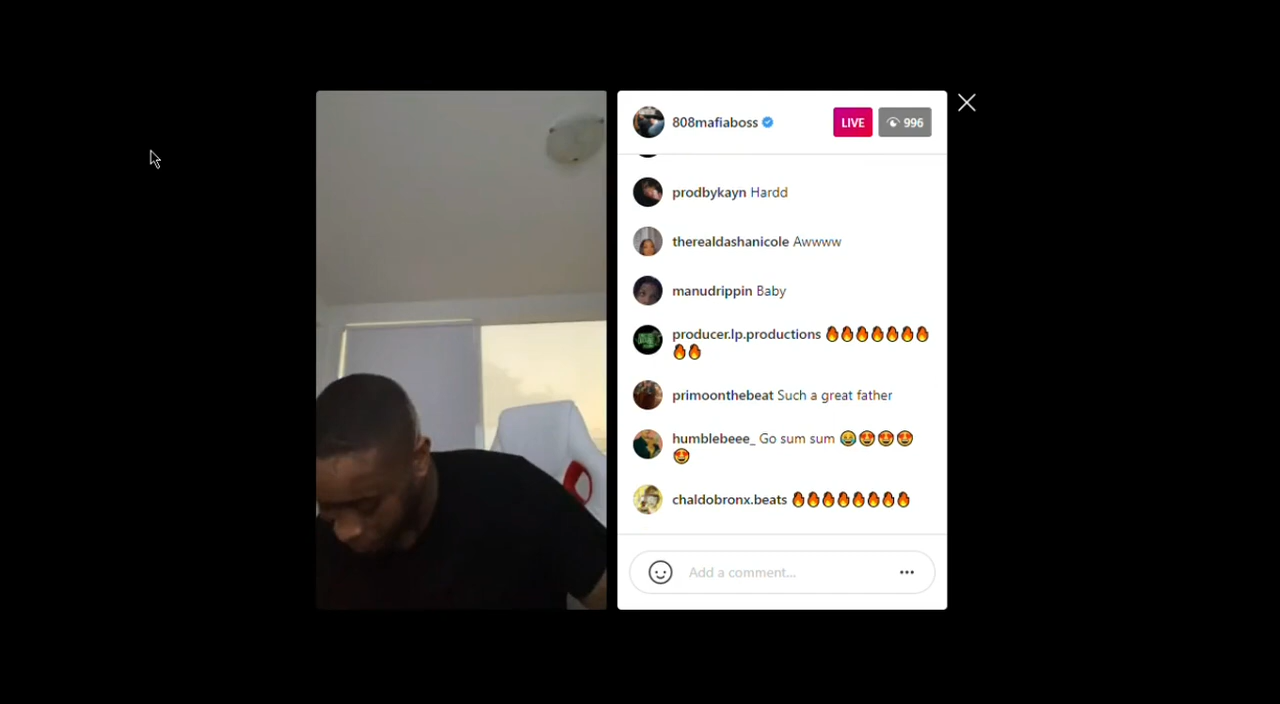 808mafiaboss
LIVE
996
prodbykayn Hardd
therealdashanicole Awwww
manudrippin Baby
producer.lp.productions 🔥🔥🔥🔥🔥🔥🔥
🔥🔥
primoonthebeat Such a great father
humblebeee_ Go sum sum 😂😍😍😍
😍
chaldobronx.beats 🔥🔥🔥🔥🔥🔥🔥🔥
Add a comment...